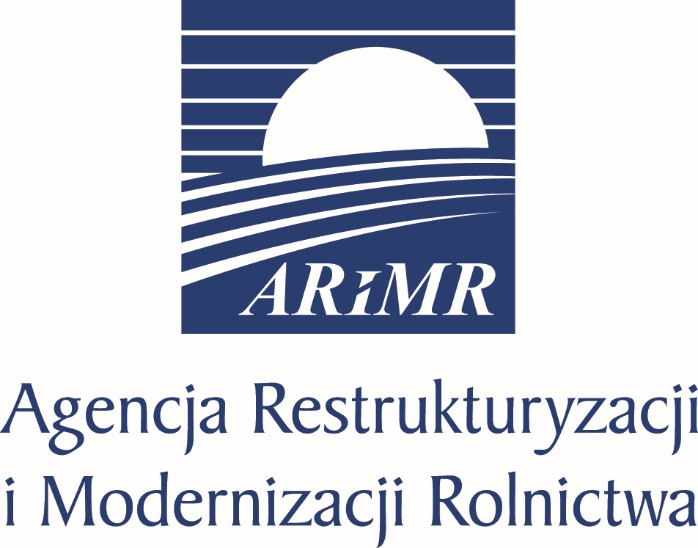 ARiMR
Agencja Restrukturyzacji
i Modernizacji Rolnictwa